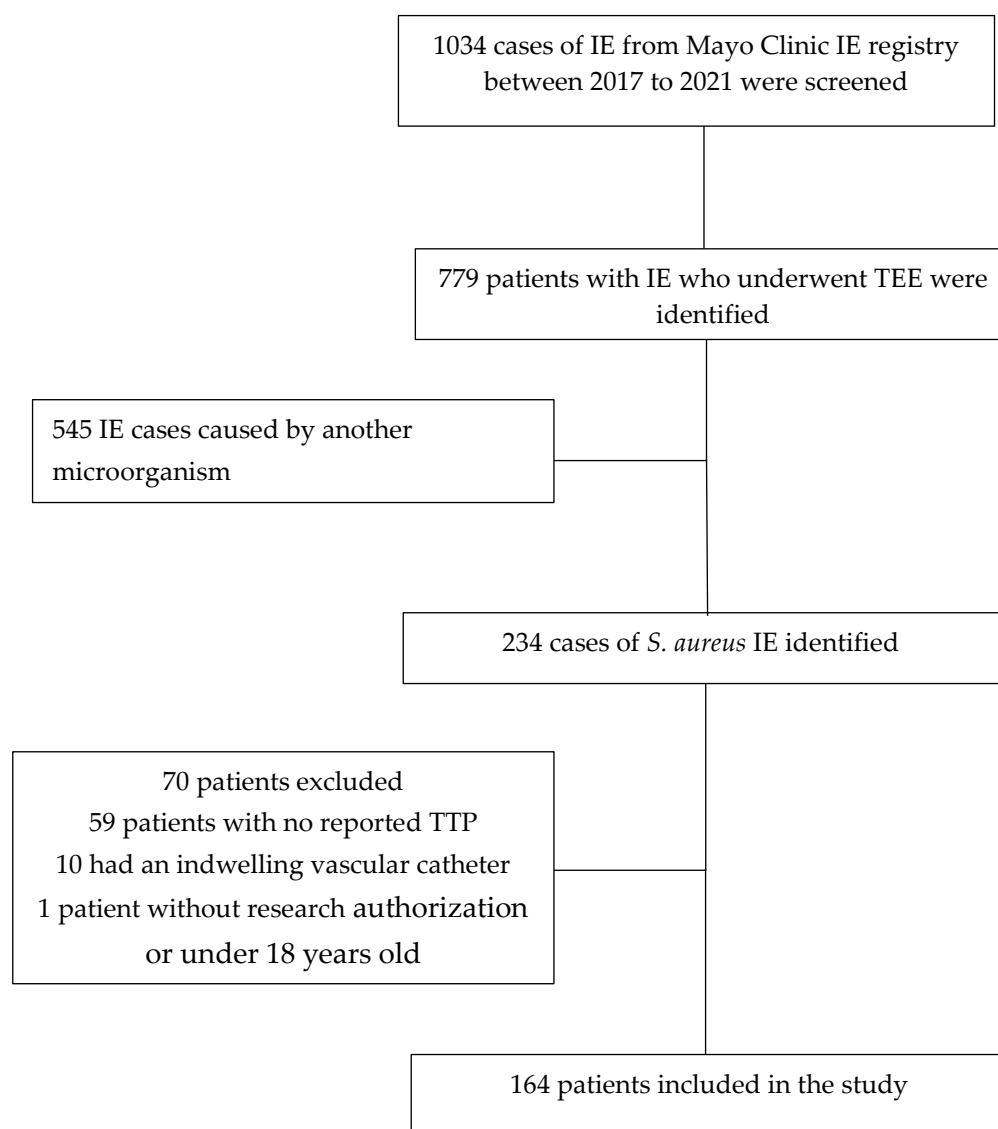 1034 cases of IE from Mayo Clinic IE registry
between 2017 to 2021 were screened
779 patients with IE who underwent TEE were
identified
545 IE cases caused by another
microorganism
234 cases of S. aureus IE identified
70 patients excluded
59 patients with no reported TTP
10 had an indwelling vascular catheter
1 patient without research authorization
or under 18 years old
164 patients included in the study